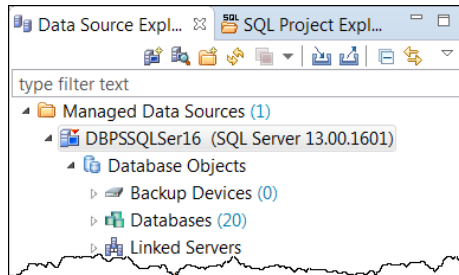 Data Source Expl... SQL SQL Project Expl...
type filter text
Managed Data Sources (1)
DBPSSQLSer16 (SQL Server 13.00.1601)
Database Objects
Backup Devices (0)
Databases (20)
Linked Servers